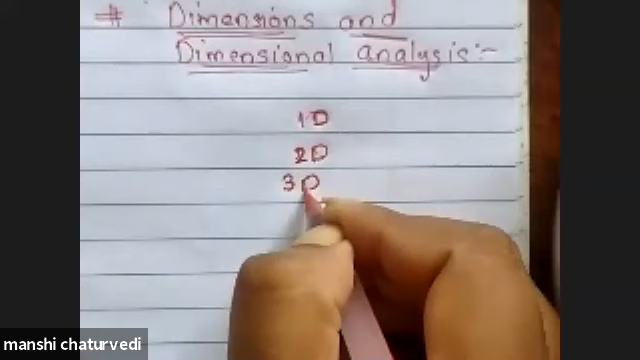 # Dimensions and
Dimensional analysis:-
1D
2D
3D
manshi chaturvedi